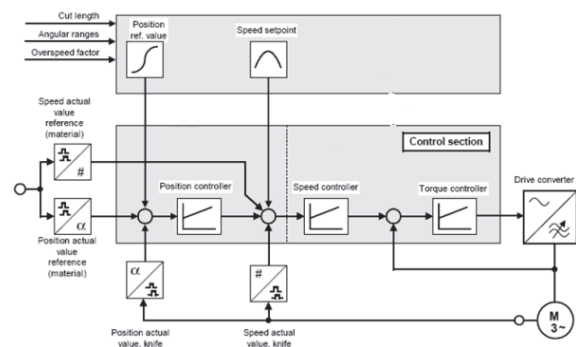 Cut length
Angular ranges
Overspeed factor
Position
ref. value
Speed setpoint
Speed actual
value
reference
(material)
#
Control section
Position controller
Speed controller
Torque controller
Drive converter
α
Position actual
value
reference
(material)
α
#
Position actual
value, knife
Speed actual
value, knife
M
3~